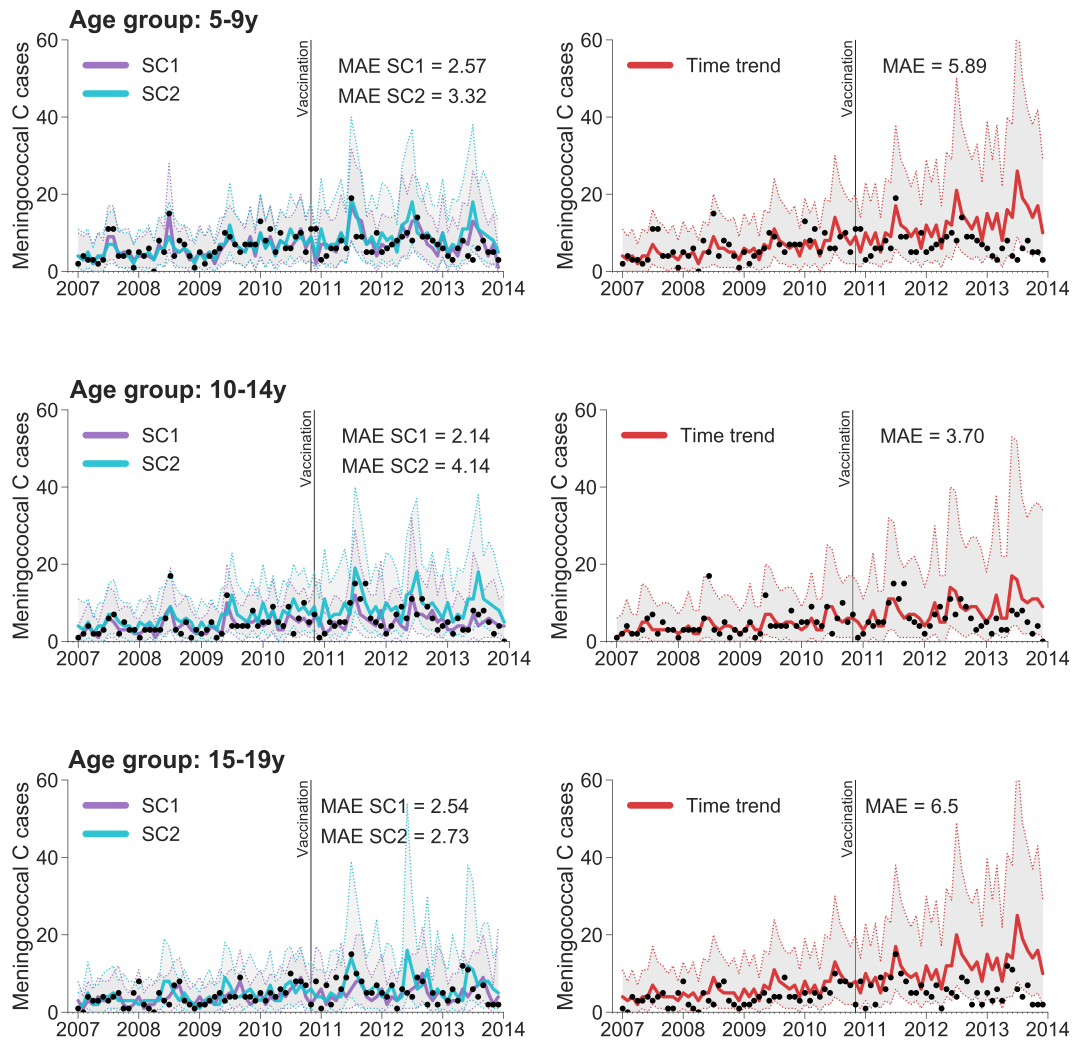 Age group: 5-9y
Meningococcal C cases
60
40
20
0
SC1
SC2
Vaccination
MAE SC1 = 2.57
MAE SC2 = 3.32
2007 2008 2009 2010 2011 2012 2013 2014
Meningococcal C cases
60
40
20
0
Time trend
Vaccination
MAE = 5.89
2007 2008 2009 2010 2011 2012 2013 2014
Age group: 10-14y
Meningococcal C cases
60
40
20
0
SC1
SC2
Vaccination
MAE SC1 = 2.14
MAE SC2 = 4.14
2007 2008 2009 2010 2011 2012 2013 2014
Meningococcal C cases
60
40
20
0
Time trend
Vaccination
MAE = 3.70
2007 2008 2009 2010 2011 2012 2013 2014
Age group: 15-19y
Meningococcal C cases
60
40
20
0
SC1
SC2
Vaccination
MAE SC1 = 2.54
MAE SC2 = 2.73
2007 2008 2009 2010 2011 2012 2013 2014
Meningococcal C cases
60
40
20
0
Time trend
Vaccination
MAE = 6.5
2007 2008 2009 2010 2011 2012 2013 2014